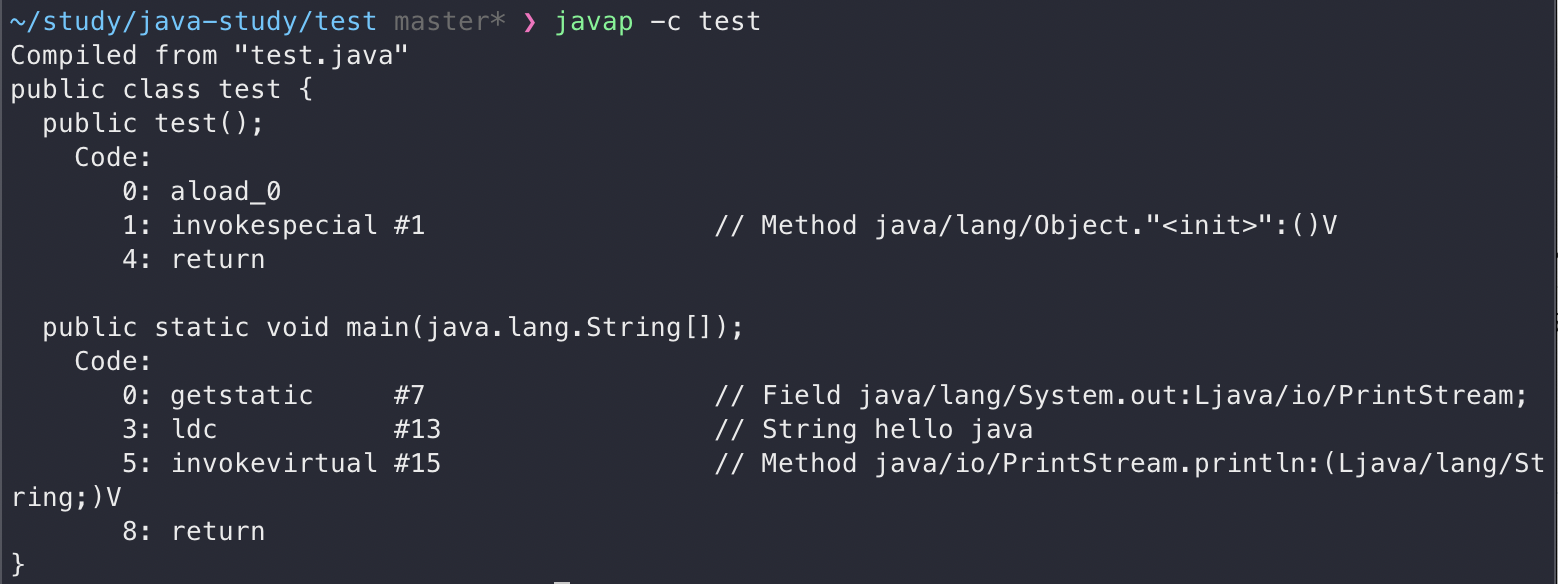 ~/study/java-study/test master* ❯ javap -c test
Compiled from "test.java"
public class test {
  public test();
    Code:
       0: aload_0
       1: invokespecial #1                  // Method java/lang/Object."<init>":()V
       4: return

  public static void main(java.lang.String[]);
    Code:
       0: getstatic     #7                  // Field java/lang/System.out:Ljava/io/PrintStream;
       3: ldc           #13                 // String hello java
       5: invokevirtual #15                 // Method java/io/PrintStream.println:(Ljava/lang/St
ring;)V
       8: return
}